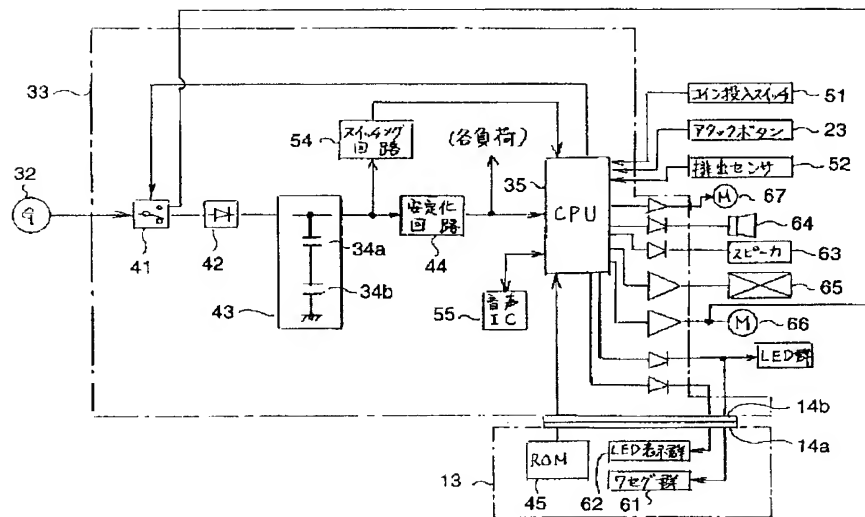 33
32
g
41
42
43
34a
34b
54
スイッチング
回路
(各負荷)
安定化
回路
44
35
CPU
55
音声
IC
コイン投入スイッチ 51
アタックボタン 23
排出センサ 52
M 67
64
スピーカ 63
65
M 66
LED群
14b
14a
13
ROM
45
LED表示群
62
7セグ群
61